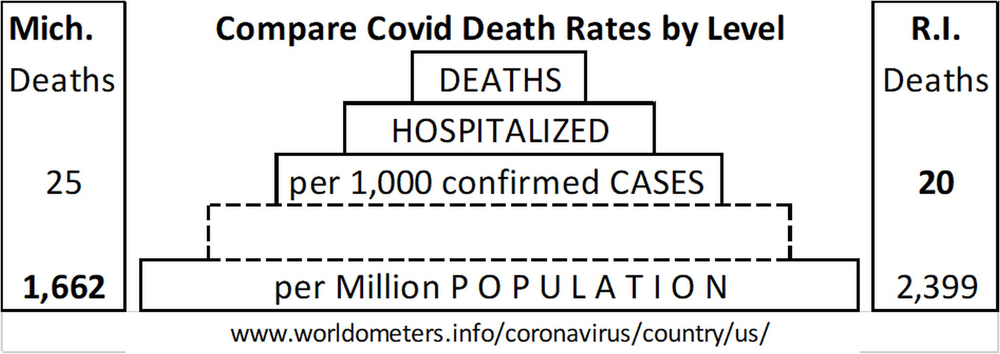 Mich. Compare Covid Death Rates by Level R.I.
Deaths DEATHS Deaths
HOSPITALIZED
25 per 1,000 confirmed CASES 20
1,662 per Million P O P U L A T I O N 2,399
www.worldometers.info/coronavirus/country/us/